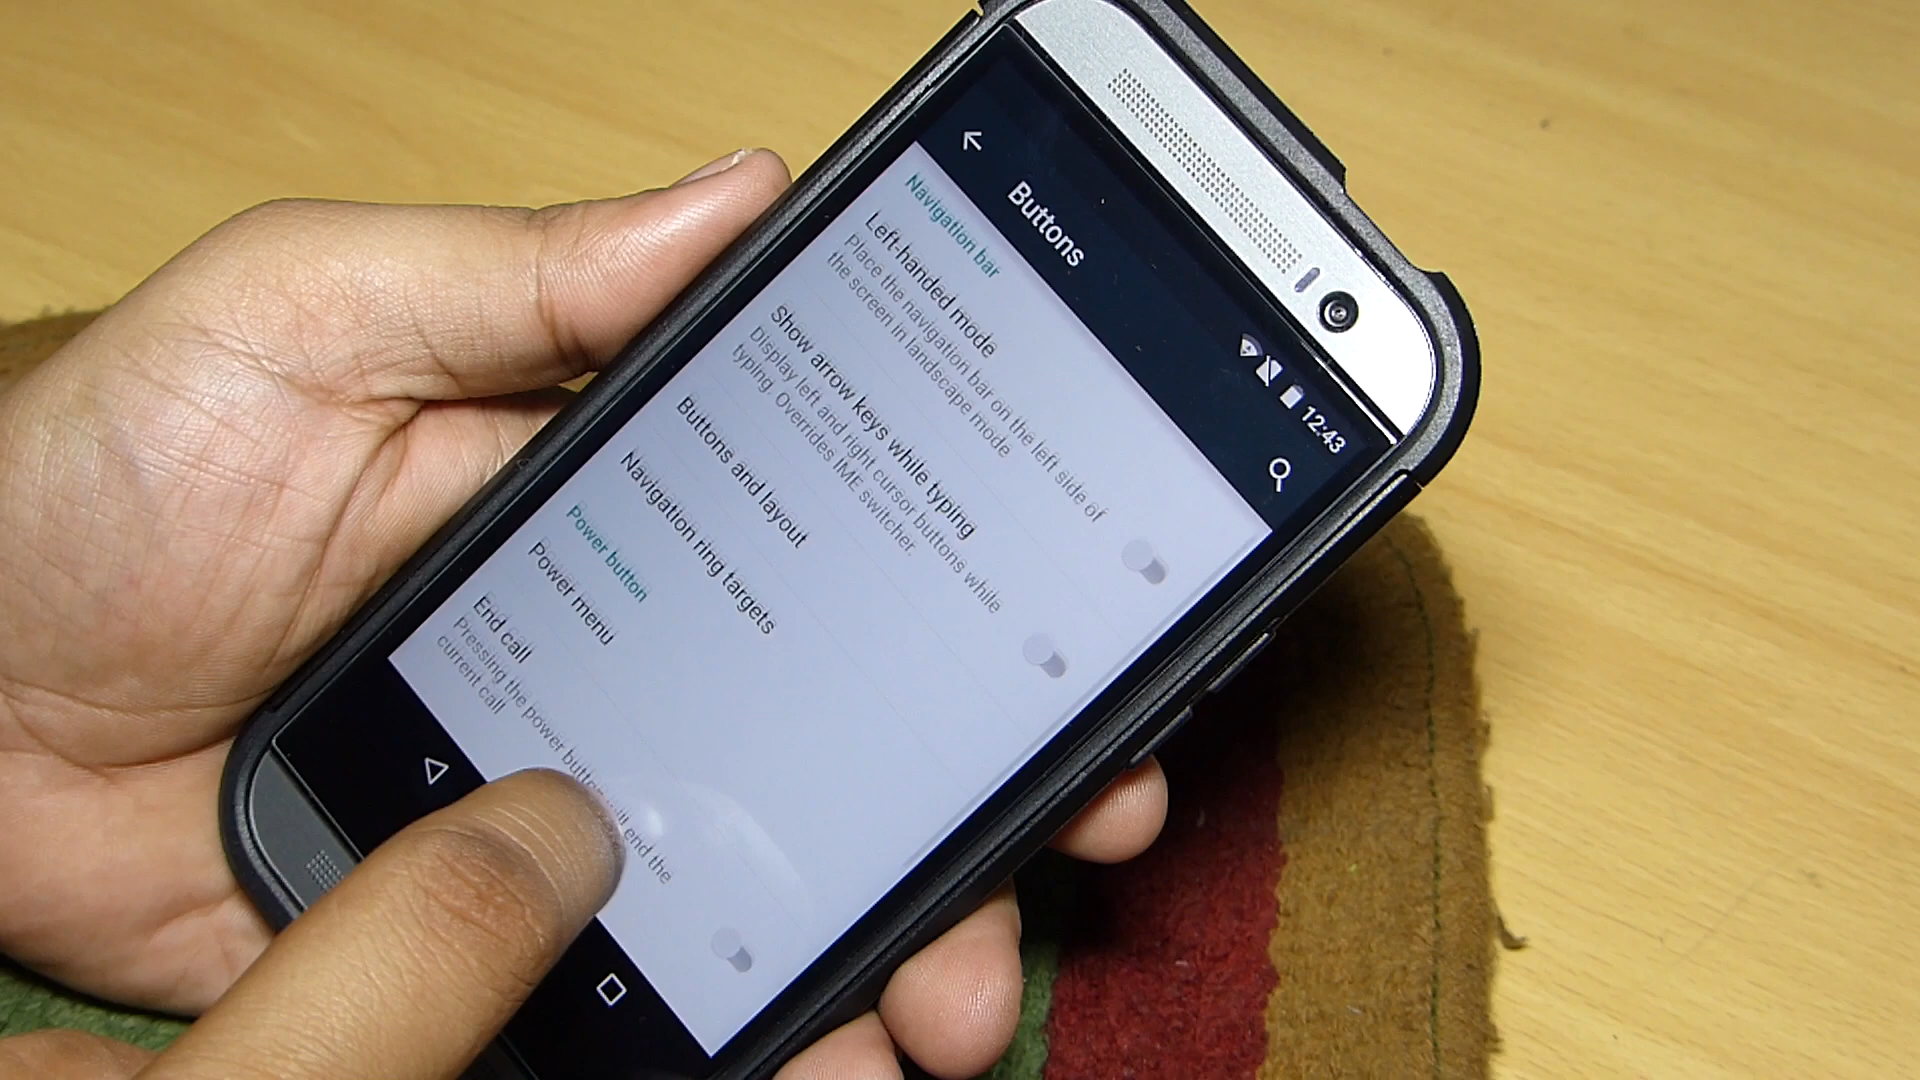 12:43
Buttons
Navigation bar
Left-handed mode
Place the navigation bar on the left side of
the screen in landscape mode
Show arrow keys while typing
Display left and right cursor buttons while
typing. Overrides IME switcher.
Buttons and layout
Navigation ring targets
Power button
Power menu
End call
Pressing the power button will end the
current call